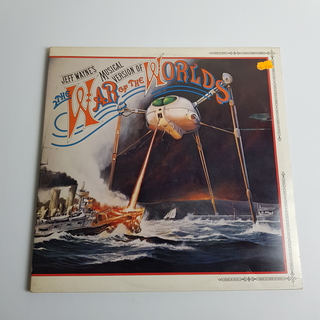 JEFF WAYNE'S
MUSICAL
VERSION OF
THE
WAR OF THE WORLDS